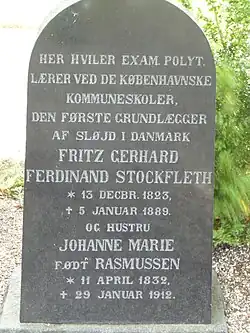 HER HVILER EXAM. POLYT.
LÆRER VED DE KØBENHAVNSKE
KOMMUNESKOLER,
DEN FØRSTE GRUNDLÆGGER
AF SLØJD I DANMARK
FRITZ GERHARD
FERDINAND STOCKFLETH
* 13 DECBR. 1823,
† 5 JANUAR 1889.
OG HUSTRU
JOHANNE MARIE
FØDT RASMUSSEN
* 11 APRIL 1832,
† 29 JANUAR 1912.